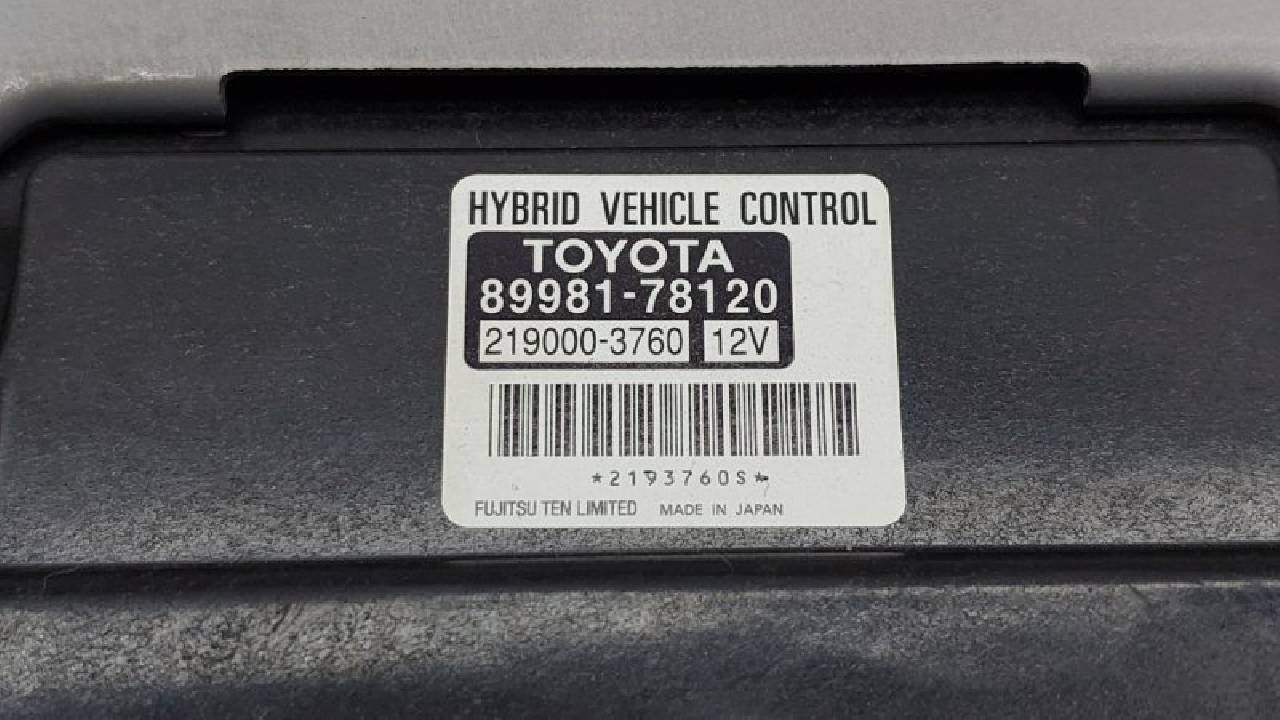 HYBRID VEHICLE CONTROL
TOYOTA
89981-78120
219000-3760 12V
*2193760S*
FUJITSU TEN LIMITED MADE IN JAPAN